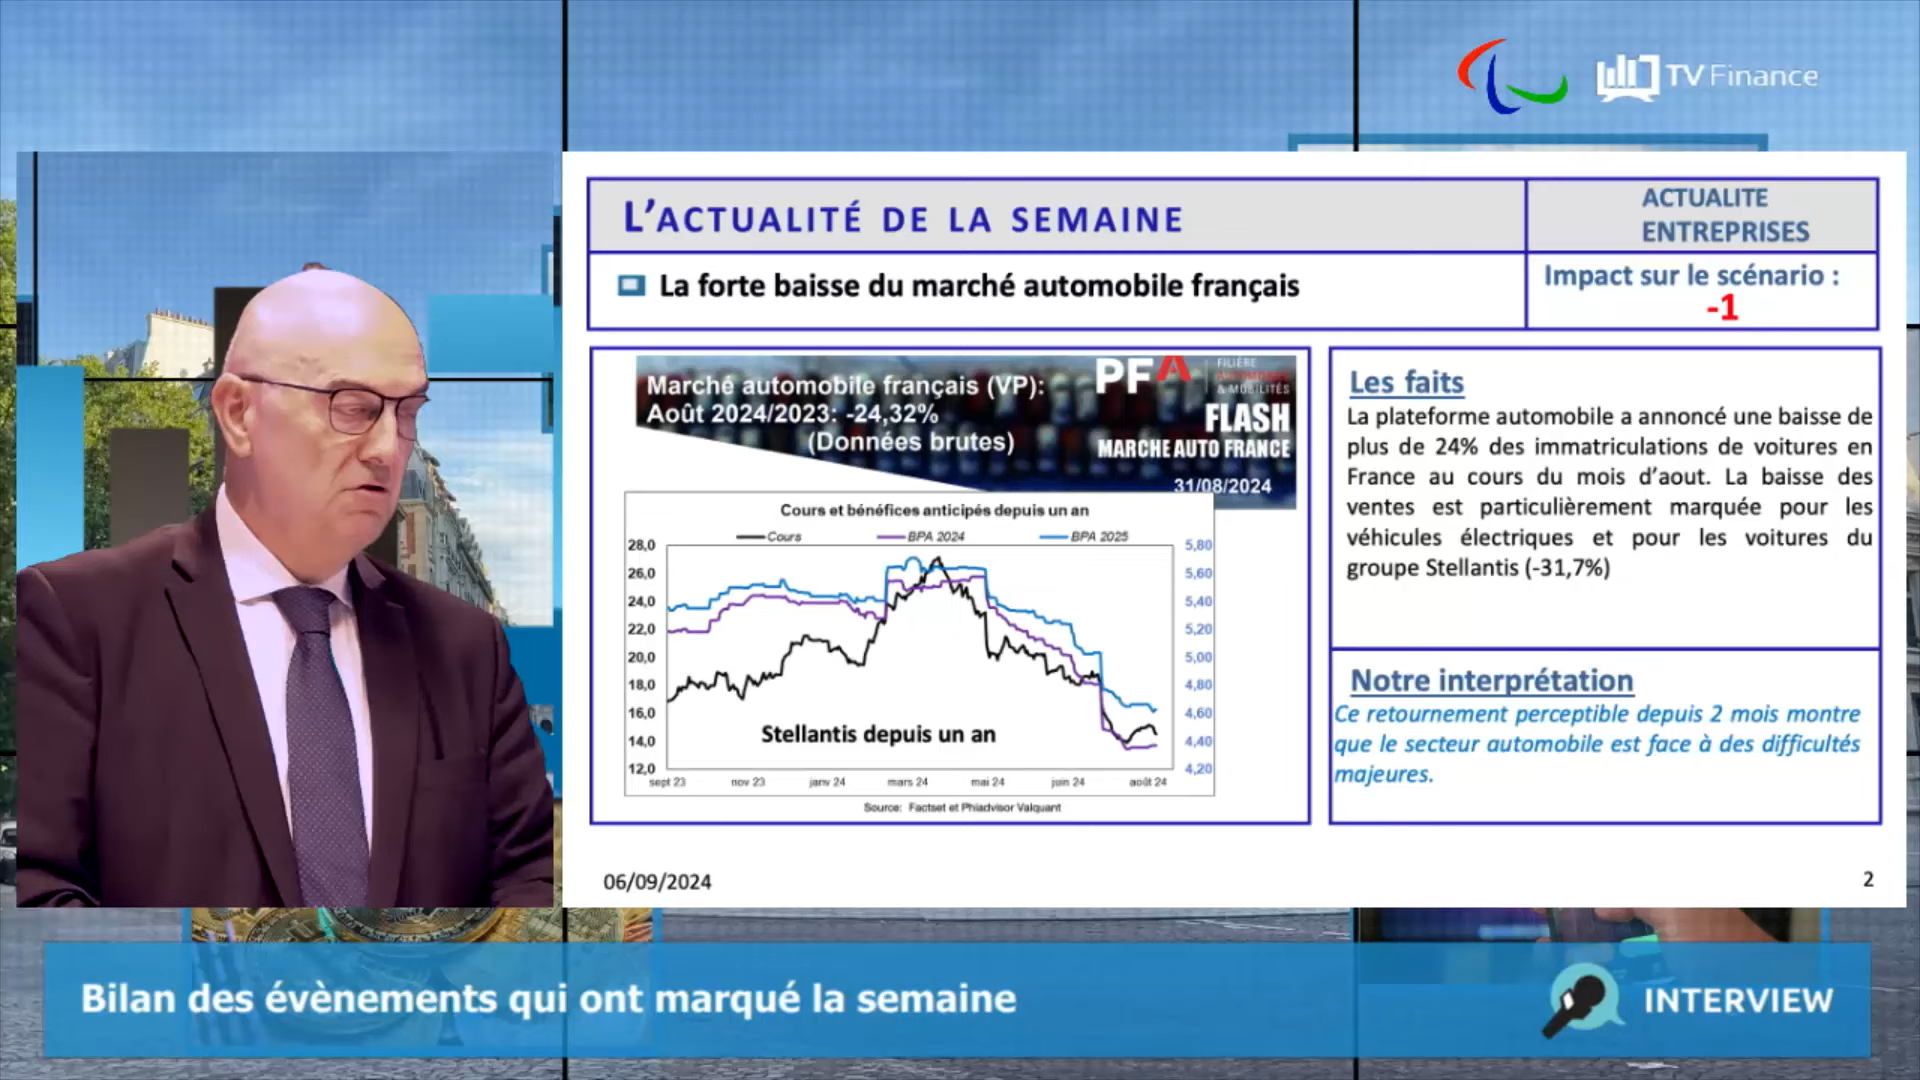 TV Finance
L'ACTUALITÉ DE LA SEMAINE
ACTUALITE
ENTREPRISES
La forte baisse du marché automobile français
Impact sur le scénario :
-1
Marché automobile français (VP):
Août 2024/2023: -24,32%
(Données brutes)
PFA
FILIÈRE
AUTOMOBILE
& MOBILITÉS
FLASH
MARCHE AUTO FRANCE
31/08/2024
Cours et bénéfices anticipés depuis un an
Cours
BPA 2024
BPA 2025
28,0
26,0
24,0
22,0
20,0
18,0
16,0
14,0
12,0
5,80
5,60
5,40
5,20
5,00
4,80
4,60
4,40
4,20
Stellantis depuis un an
sept 23
nov 23
janv 24
mars 24
mai 24
juin 24
août 24
Source: Factset et Phiadvisor Valquant
Les faits
La plateforme automobile a annoncé une baisse de
plus de 24% des immatriculations de voitures en
France au cours du mois d'aout. La baisse des
ventes est particulièrement marquée pour les
véhicules électriques et pour les voitures du
groupe Stellantis (-31,7%)
Notre interprétation
Ce retournement perceptible depuis 2 mois montre
que le secteur automobile est face à des difficultés
majeures.
06/09/2024
2
Bilan des évènements qui ont marqué la semaine
INTERVIEW